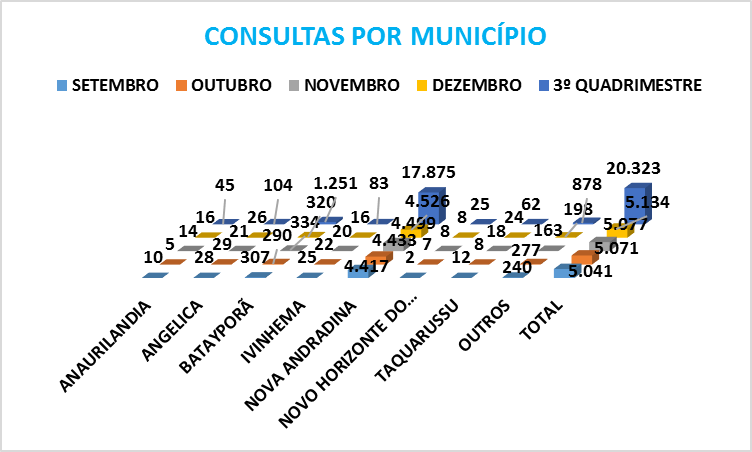 CONSULTAS POR MUNICÍPIO
SETEMBRO OUTUBRO NOVEMBRO DEZEMBRO 3º QUADRIMESTRE
45 104 1.251 83 17.875 25 62 878 20.323
16 26 320 16 4.526 8 24 198 5.134
14 21 334 20 4.499 8 18 163 5.077
5 29 290 22 4.433 7 8 277 5.071
10 28 307 25 4.417 2 12 240 5.041
ANAURILANDIA
ANGELICA
BATAYPORÃ
IVINHEMA
NOVA ANDRADINA
NOVO HORIZONTE DO...
TAQUARUSSU
OUTROS
TOTAL